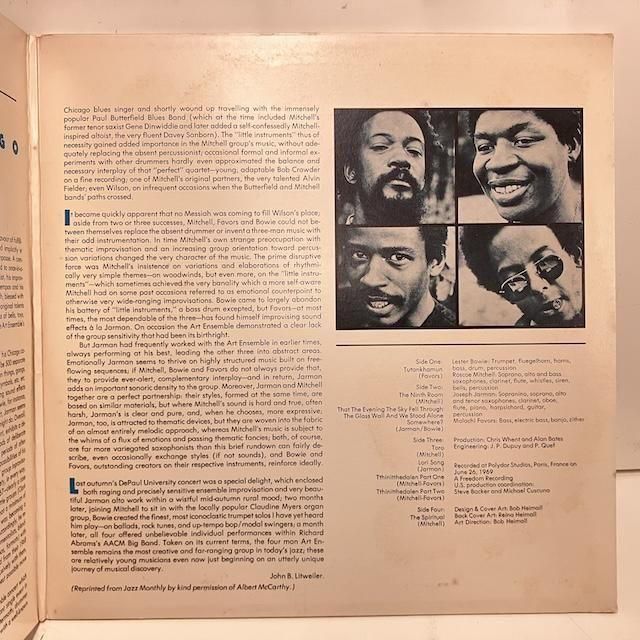 Chicago blues singer and shortly wound up travelling with the immensely
popular Paul Butterfield Blues Band (which at the time included Mitchell's
former tenor saxist Gene Dinwiddie and later added a self-confessedly Mitchell-
inspired altoist, the very fluent Davey Sanborn). The "little instruments" thus of
necessity gained added importance in the Mitchell group's music, without ade-
quately replacing the absent percussionist; occasional formal and informal ex-
periments with other drummers hardly even approximated the balance and
necessary interplay of that "perfect" quartet—young, adaptable Bob Crowder
on a fine recording; one of Mitchell's original partners, the very talented Alvin
Fielder; even Wilson, on infrequent occasions when the Butterfield and Mitchell
bands' paths crossed.
It became quickly apparent that no Messiah was coming to fill Wilson's place;
aside from two or three successes, Mitchell, Favors and Bowie could not be-
tween themselves replace the absent drummer or invent a three-man music with
their odd instrumentation. In time Mitchell's own strange preoccupation with
thematic improvisation and an increasing group orientation toward percus-
sion variations changed the very character of the music. The prime disruptive
force was Mitchell's insistence on variations and elaborations of rhythmi-
cally very simple themes—on woodwinds, but even more, on the "little instru-
ments"—which sometimes achieved the very banality which a more self-aware
Mitchell had on some past occasions referred to as emotional counterpoint to
otherwise very wide-ranging improvisations. Bowie came to largely abandon
his battery of "little instruments," a bass drum excepted, but Favors—at most
times, the most dependable of the three—has found himself imposing sound
effects à la Jarman. On occasion the Art Ensemble demonstrated a clear lack
of the group sensitivity that had been its birthright.
But Jarman had frequently worked with the Art Ensemble in earlier times,
always performing at his best, leading the other three into abstract areas.
Emotionally Jarman seems to thrive on highly structured music built on free-
flowing sequences; if Mitchell, Bowie and Favors do not always provide that,
they to provide ever-alert, complementary interplay—and in return, Jarman
adds an important sonoric density to the group. Moreover, Jarman and Mitchell
together are a perfect partnership: their styles, formed at the same time, are
based on similar materials, but where Mitchell's sound is hard and true, often
harsh, Jarman's is clear and pure, and, when he chooses, more expressive;
Jarman, too, is attracted to thematic devices, but they are woven into the fabric
of an almost entirely melodic approach, whereas Mitchell's music is subject to
the whims of a flux of emotions and passing thematic fancies; both, of course,
are far more variegated saxophonists than this brief rundown can fairly de-
scribe, even occasionally exchange styles (if not sounds), and Bowie and
Favors, outstanding creators on their respective instruments, reinforce ideally.
Last autumn's DePaul University concert was a special delight, which enclosed
both raging and precisely sensitive ensemble improvisation and very beau-
tiful Jarman alto work within a wistful mid-autumn rural mood; two months
later, joining Mitchell to sit in with the locally popular Claudine Myers organ
group, Bowie created the finest, most iconoclastic trumpet solos I have yet heard
him play—on ballads, rock tunes, and up-tempo bop/modal swingers; a month
later, all four offered unbelievable individual performances within Richard
Abrams's AACM Big Band. Taken on its current terms, the four man Art En-
semble remains the most creative and far-ranging group in today's jazz; these
are relatively young musicians even now just beginning on an utterly unique
journey of musical discovery.
John B. Litweiler.
(Reprinted from Jazz Monthly by kind permission of Albert McCarthy.)
Side One:
Tutankhamun
(Favors)
Side Two:
The Ninth Room
(Mitchell)
That The Evening The Sky Fell Through
The Glass Wall And We Stood Alone
Somewhere?
(Jarman/Bowie)
Side Three:
Toro
(Mitchell)
Lori Song
(Jarman)
Tthinitthedalen Part One
(Mitchell-Favors)
Tthinitthedalen Part Two
(Mitchell-Favors)
Side Four:
The Spiritual
(Mitchell)
Lester Bowie: Trumpet, fluegelhorn, horns,
bass, drum, percussion
Roscoe Mitchell: Soprano, alto and bass
saxophones, clarinet, flute, whistles, siren,
bells, percussion
Joseph Jarman: Sopranino, soprano, alto
and tenor saxophones, clarinet, oboe,
flute, piano, harpsichord, guitar,
percussion
Malachi Favors: Bass, electric bass, banjo, zither
Production: Chris Whent and Alan Bates
Engineering: J. P. Dupuy and P. Quef
Recorded at Polydor Studios, Paris, France on
June 26, 1969
A Freedom Recording
U.S. production coordination:
Steve Backer and Michael Cuscuna
Design & Cover Art: Bob Heimall
Back Cover Art: Reina Heimall
Art Direction: Bob Heimall